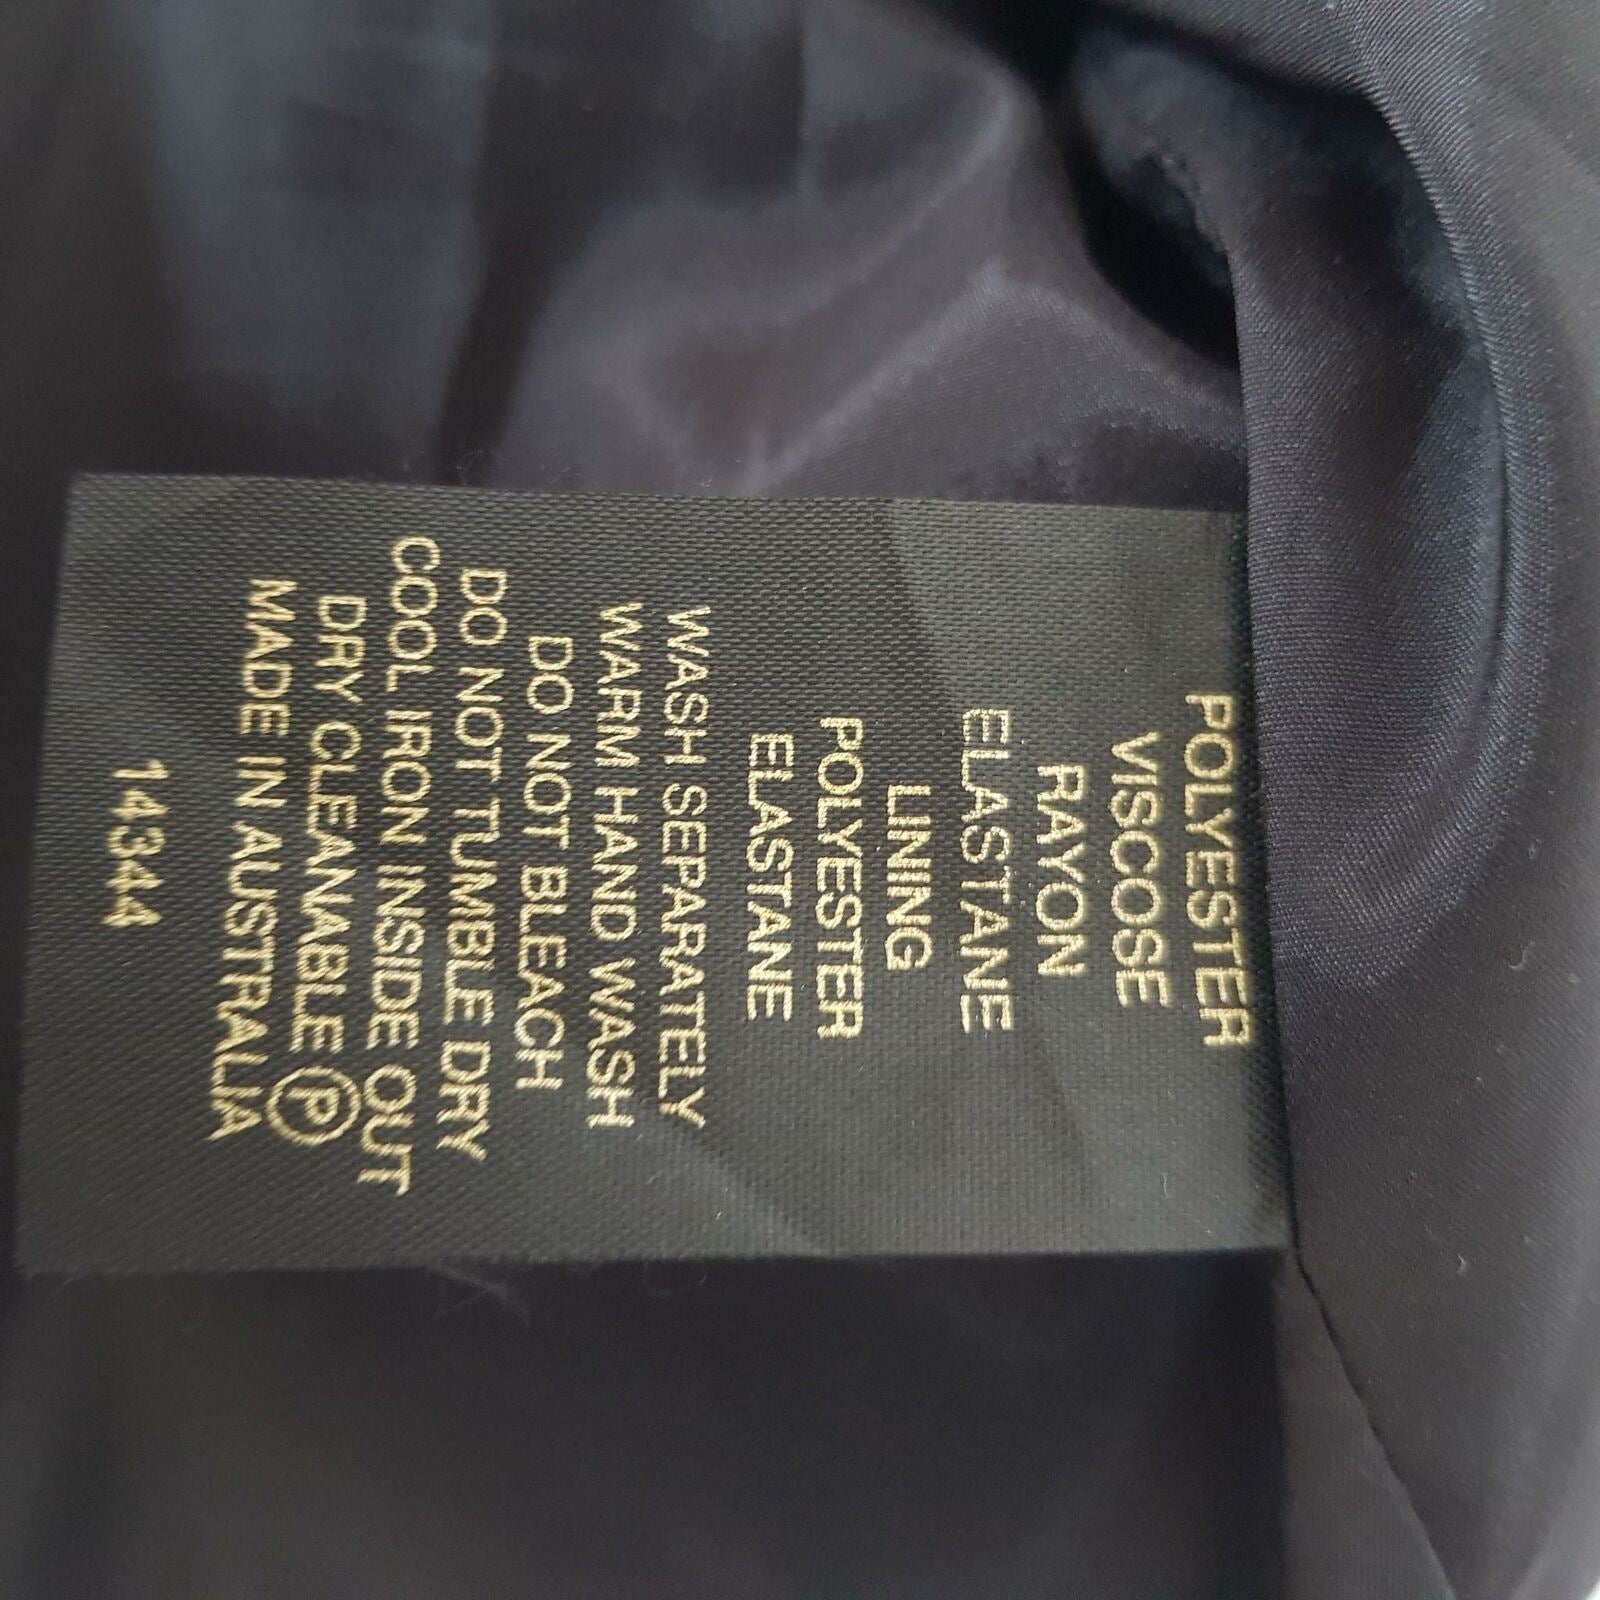 POLYESTER
VISCOSE
RAYON
ELASTANE
LINING
POLYESTER
ELASTANE
WASH SEPARATELY
WARM HAND WASH
DO NOT BLEACH
DO NOT TUMBLE DRY
COOL IRON INSIDE OUT
DRY CLEANABLE Ⓟ
MADE IN AUSTRALIA
14344